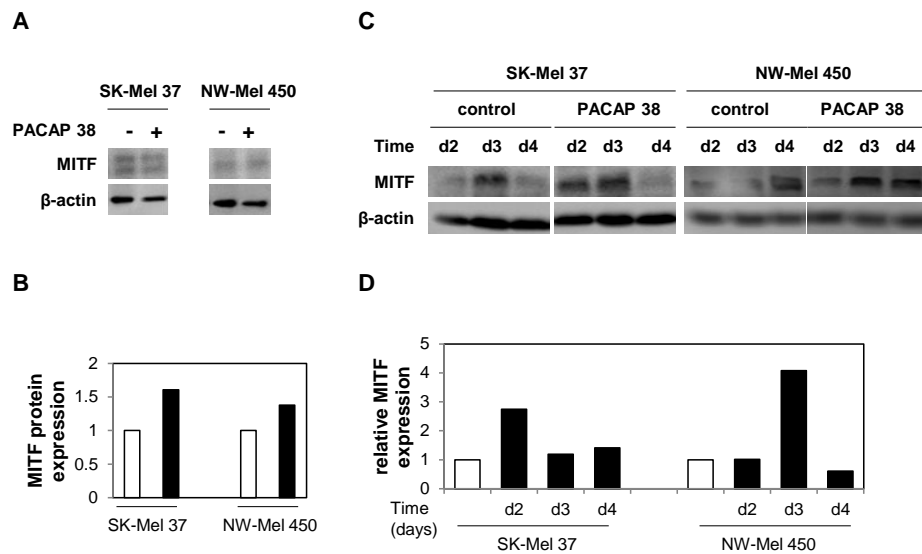 A
SK-Mel 37 NW-Mel 450
PACAP 38 - + - +
MITF
β-actin
B
MITF protein
expression
2
1.5
1
0.5
0
SK-Mel 37 NW-Mel 450
C
SK-Mel 37 NW-Mel 450
control PACAP 38 control PACAP 38
Time d2 d3 d4 d2 d3 d4 d2 d3 d4 d2 d3 d4
MITF
β-actin
D
relative MITF
expression
5
4
3
2
1
0
Time d2 d3 d4 d2 d3 d4
(days)
SK-Mel 37 NW-Mel 450